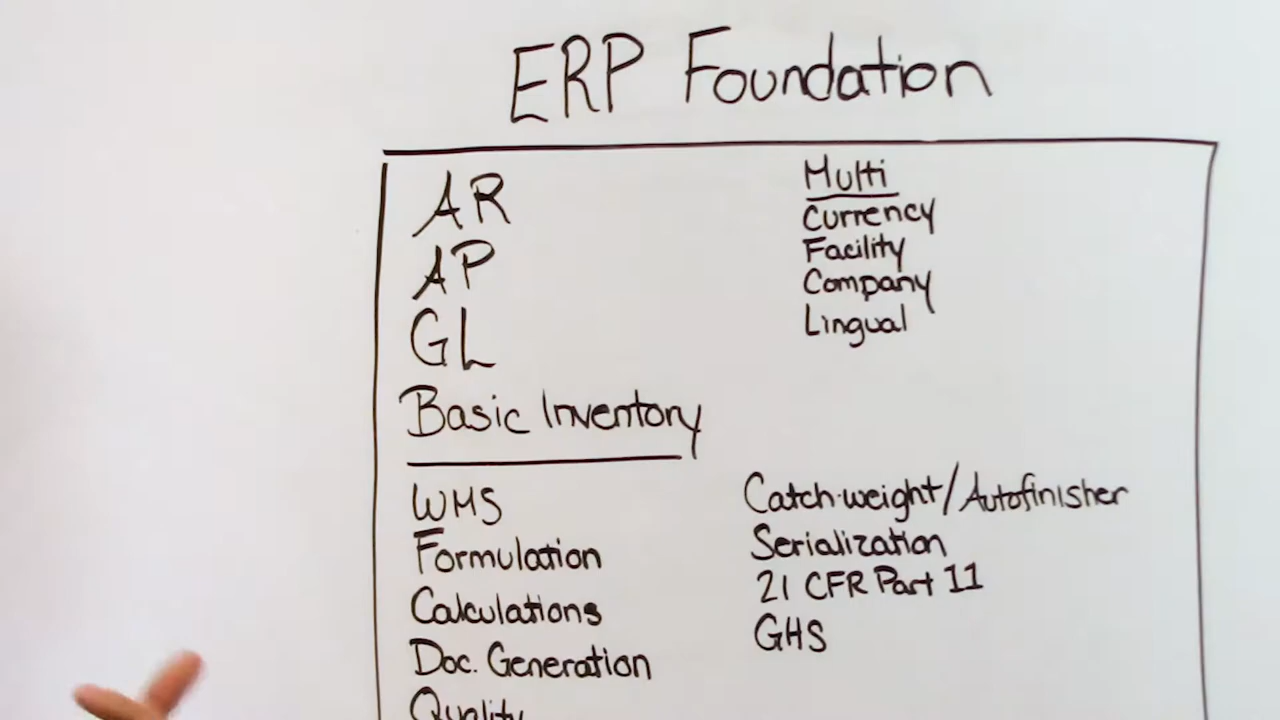 ERP Foundation
AR
AP
GL
Basic Inventory
Multi
Currency
Facility
Company
Lingual
WMS
Formulation
Calculations
Doc. Generation
Quality
Catch-weight/Autofinisher
Serialization
21 CFR Part 11
GHS